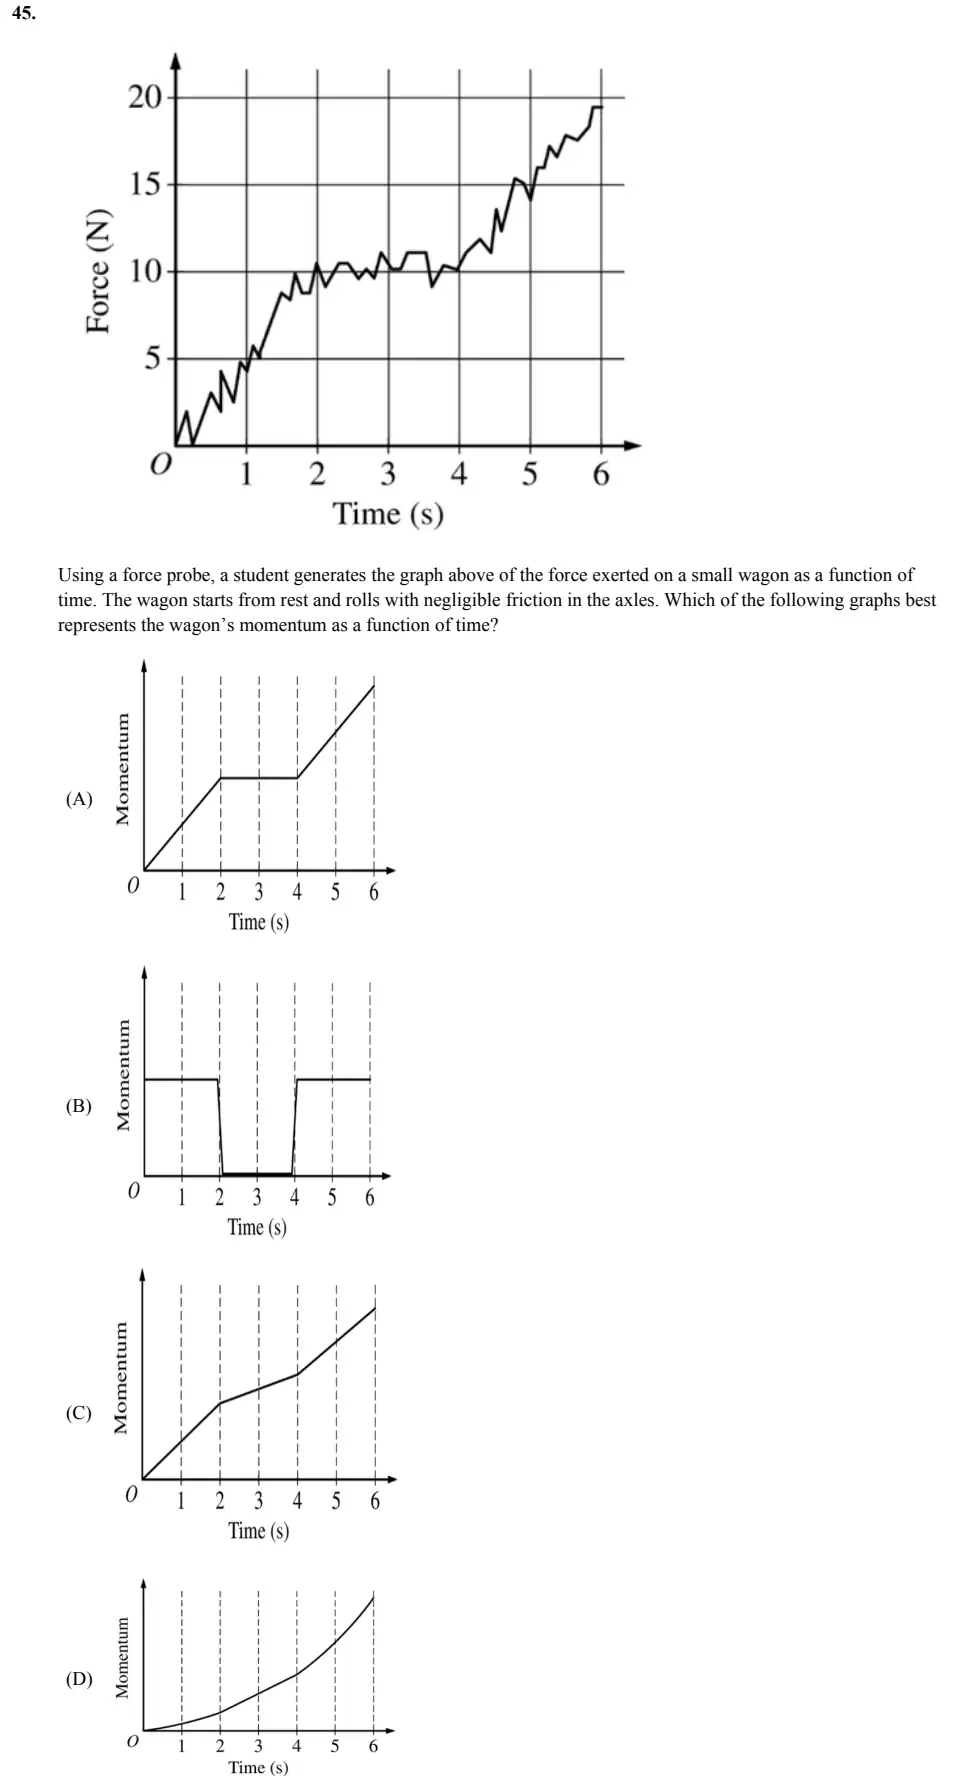 45.
20
15
10
5
Force (N)
O
1 2 3 4 5 6
Time (s)
Using a force probe, a student generates the graph above of the force exerted on a small wagon as a function of
time. The wagon starts from rest and rolls with negligible friction in the axles. Which of the following graphs best
represents the wagon’s momentum as a function of time?
(A)
Momentum
O
1 2 3 4 5 6
Time (s)
(B)
Momentum
O
1 2 3 4 5 6
Time (s)
(C)
Momentum
O
1 2 3 4 5 6
Time (s)
(D)
Momentum
O
1 2 3 4 5 6
Time (s)